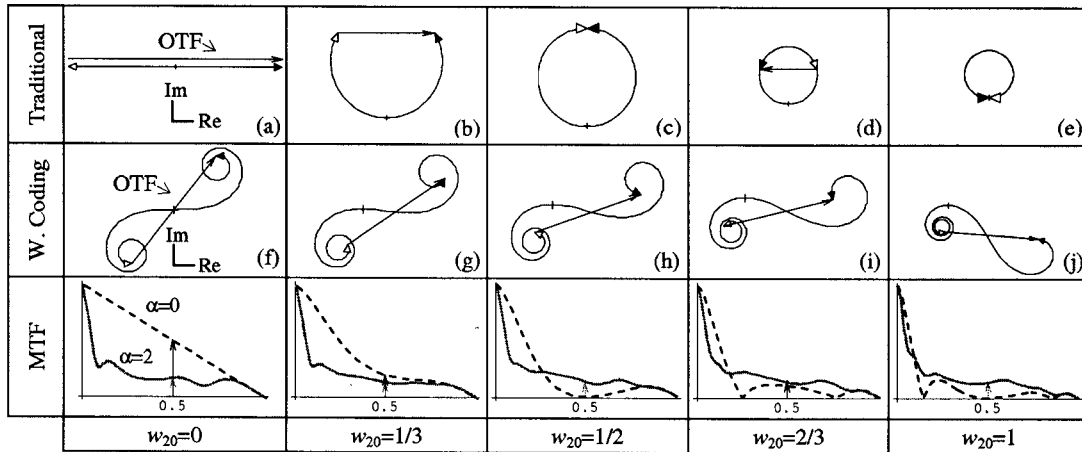 Traditional
OTF
Im
Re
(a)
(b)
(c)
(d)
(e)
W. Coding
OTF
Im
Re
(f)
(g)
(h)
(i)
(j)
MTF
α=0
α=2
0.5
0.5
0.5
0.5
0.5
w₂₀=0
w₂₀=1/3
w₂₀=1/2
w₂₀=2/3
w₂₀=1